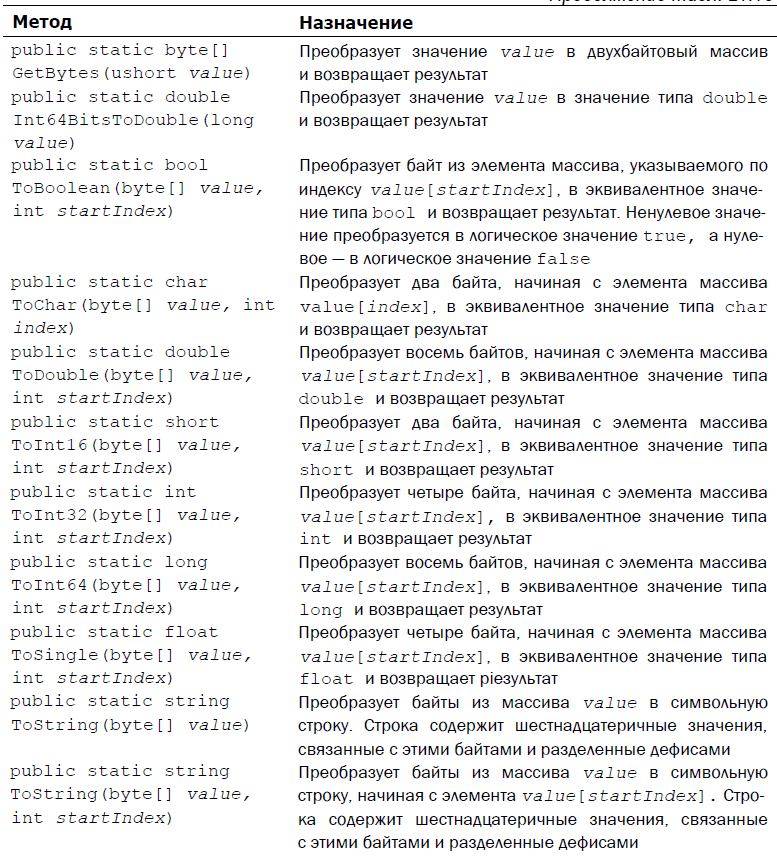 Метод Назначение
public static byte[] Преобразует значение value в двухбайтовый массив
GetBytes(ushort value) и возвращает результат
public static double Преобразует значение value в значение типа double
Int64BitsToDouble(long и возвращает результат
value)
public static bool Преобразует байт из элемента массива, указываемого по
ToBoolean(byte[] value, индексу value[startIndex], в эквивалентное значе-
int startIndex) ние типа bool и возвращает результат. Ненулевое значе-
ние преобразуется в логическое значение true, а нуле-
вое — в логическое значение false
public static char Преобразует два байта, начиная с элемента массива
ToChar(byte[] value, int value[index], в эквивалентное значение типа char
index) и возвращает результат
public static double Преобразует восемь байтов, начиная с элемента массива
ToDouble(byte[] value, value[startIndex], в эквивалентное значение типа
int startIndex) double и возвращает результат
public static short Преобразует два байта, начиная с элемента массива
ToInt16(byte[] value, value[startIndex], в эквивалентное значение типа
int startIndex) short и возвращает результат
public static int Преобразует четыре байта, начиная с элемента массива
ToInt32(byte[] value, value[startIndex], в эквивалентное значение типа
int startIndex) int и возвращает результат
public static long Преобразует восемь байтов, начиная с элемента массива
ToInt64(byte[] value, value[startIndex], в эквивалентное значение типа
int startIndex) long и возвращает результат
public static float Преобразует четыре байта, начиная с элемента массива
ToSingle(byte[] value, value[startIndex], в эквивалентное значение типа
int startIndex) float и возвращает рiезультат
public static string Преобразует байты из массива value в символьную
ToString(byte[] value) строку. Строка содержит шестнадцатеричные значения,
связанные с этими байтами и разделенные дефисами
public static string Преобразует байты из массива value в символьную
ToString(byte[] value, строку, начиная с элемента value[startIndex]. Стро-
int startIndex) ка содержит шестнадцатеричные значения, связанные
с этими байтами и разделенные дефисами